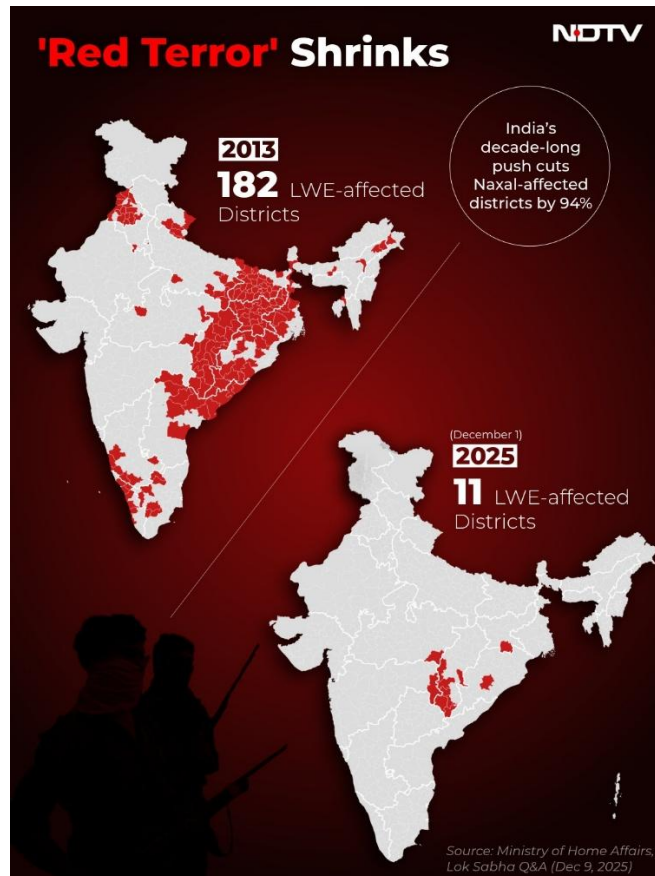 NDTV
'Red Terror' Shrinks
2013
182 LWE-affected
Districts
India's
decade-long
push cuts
Naxal-affected
districts by 94%
(December 1)
2025
11 LWE-affected
Districts
Source: Ministry of Home Affairs,
Lok Sabha Q&A (Dec 9, 2025)